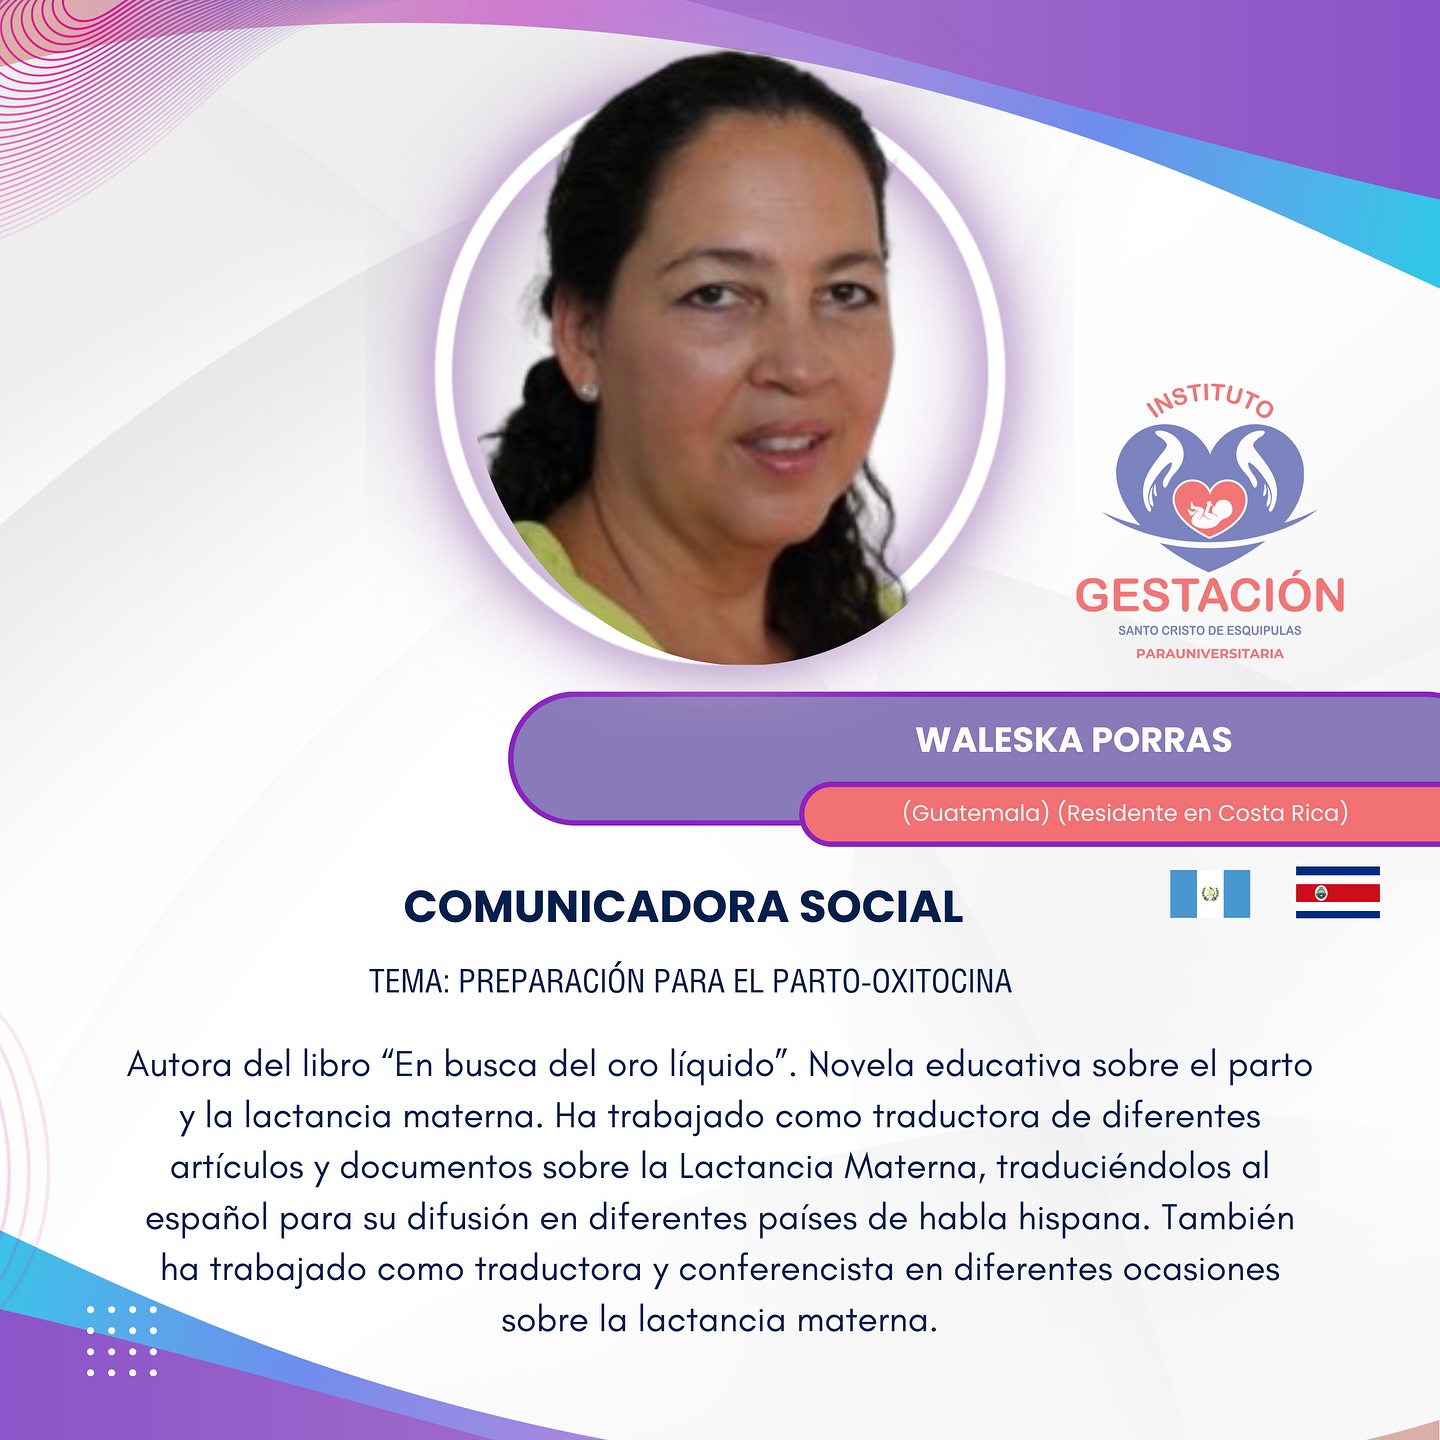 INSTITUTO
GESTACIÓN
SANTO CRISTO DE ESQUIPULAS
PARAUNIVERSITARIA
WALESKA PORRAS
(Guatemala) (Residente en Costa Rica)
COMUNICADORA SOCIAL
TEMA: PREPARACIÓN PARA EL PARTO-OXITOCINA
Autora del libro “En busca del oro líquido”. Novela educativa sobre el parto
y la lactancia materna. Ha trabajado como traductora de diferentes
artículos y documentos sobre la Lactancia Materna, traduciéndolos al
español para su difusión en diferentes países de habla hispana. También
ha trabajado como traductora y conferencista en diferentes ocasiones
sobre la lactancia materna.